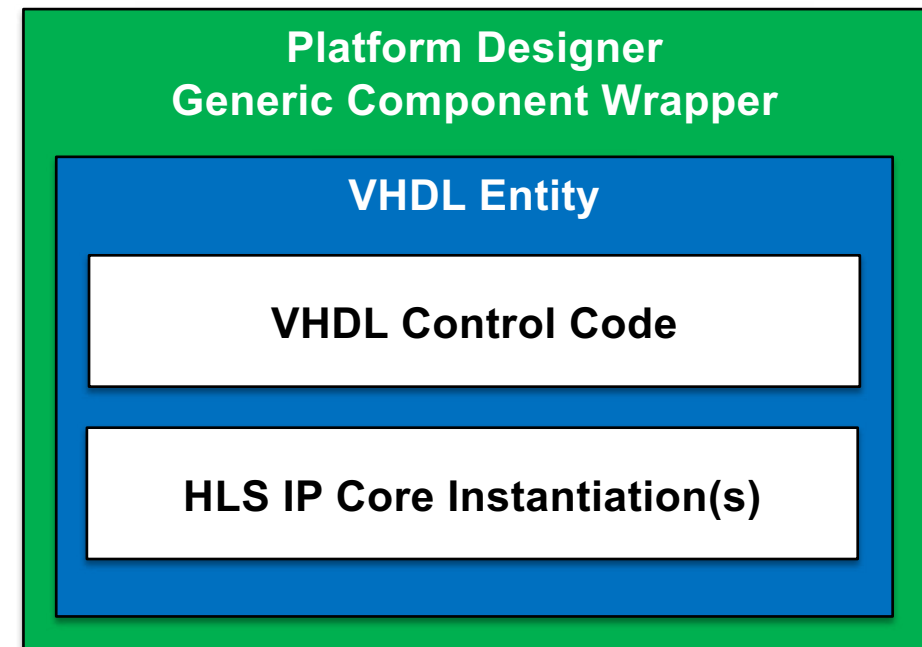 Platform Designer
Generic Component Wrapper
VHDL Entity
VHDL Control Code
HLS IP Core Instantiation(s)